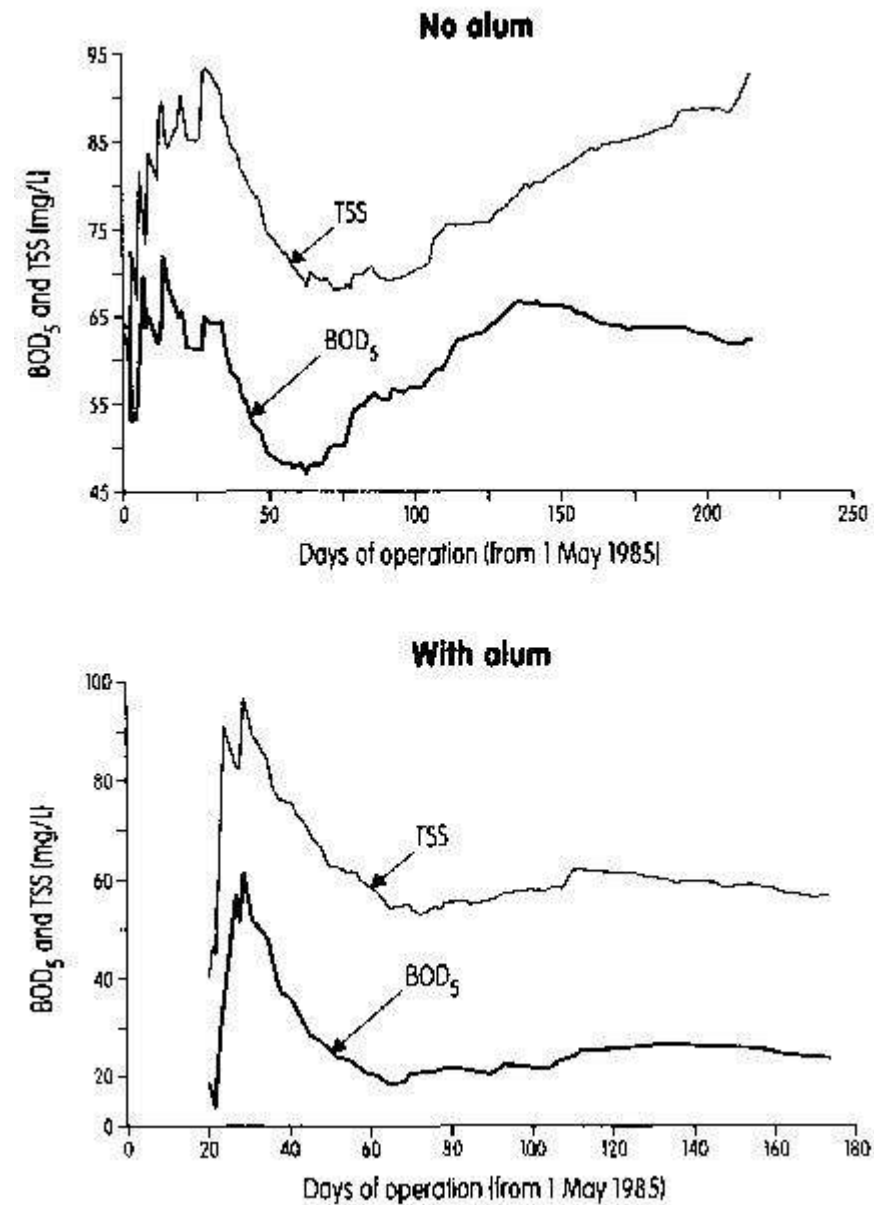 No alum
95
85
75
65
55
45
BOD5 and TSS (mg/L)
TSS
BOD5
0 50 100 150 200 250
Days of operation (from 1 May 1985)
With alum
100
80
60
40
20
0
BOD5 and TSS (mg/L)
TSS
BOD5
0 20 40 60 80 100 120 140 160 180
Days of operation (from 1 May 1985)